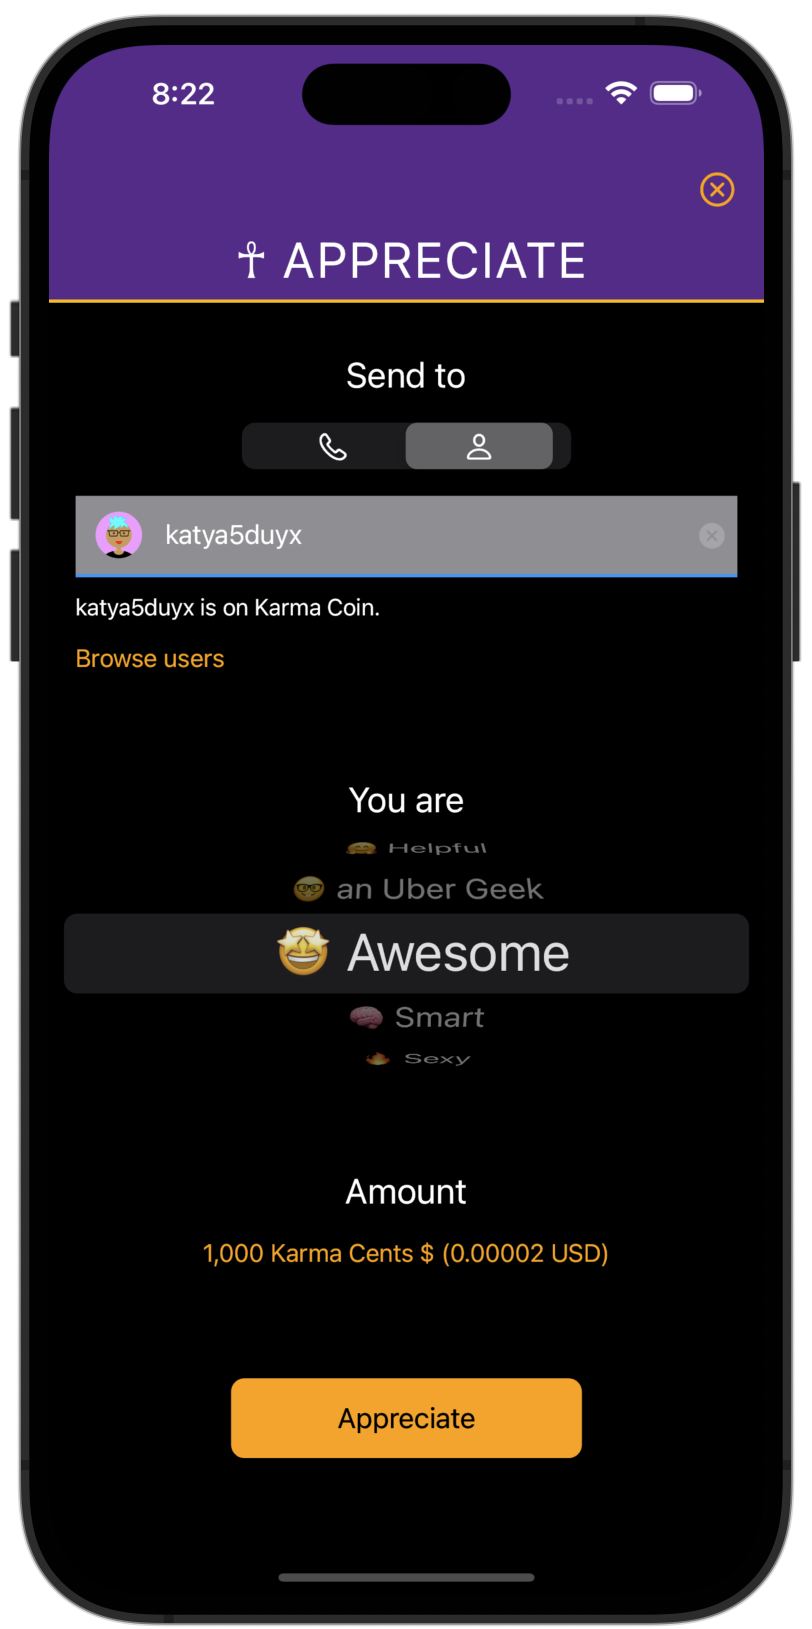 8:22
☥ APPRECIATE
Send to
katya5duyx
katya5duyx is on Karma Coin.
Browse users
You are
🤗 Helpful
🤓 an Uber Geek
🤩 Awesome
🧠 Smart
🔥 Sexy
Amount
1,000 Karma Cents $ (0.00002 USD)
Appreciate